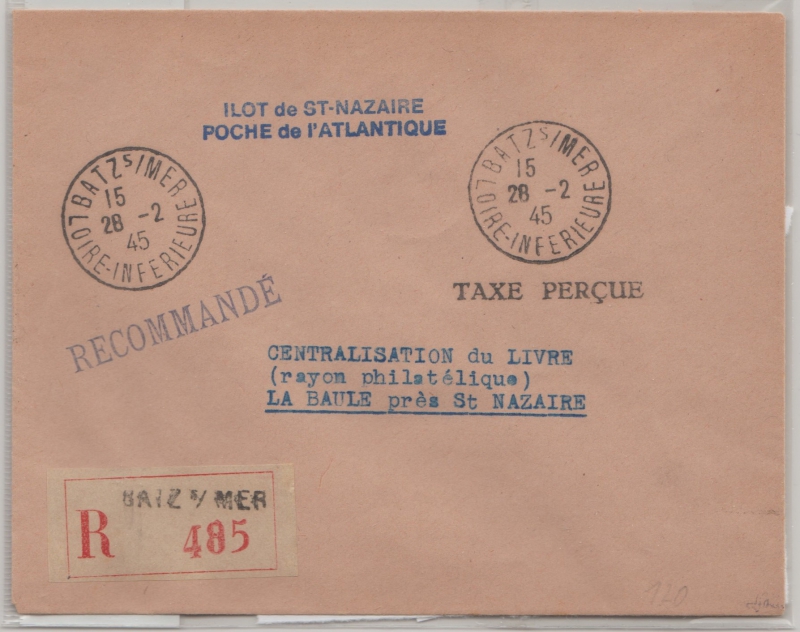 ILOT de ST-NAZAIRE
POCHE de l'ATLANTIQUE
BATZ S/MER
15
28 -2
45
LOIRE-INFERIEURE
BATZ S/MER
15
28 -2
45
LOIRE-INFERIEURE
RECOMMANDÉ
TAXE PERÇUE
CENTRALISATION du LIVRE
(rayon philatélique)
LA BAULE près St NAZAIRE
BATZ S/ MER
R 485
120